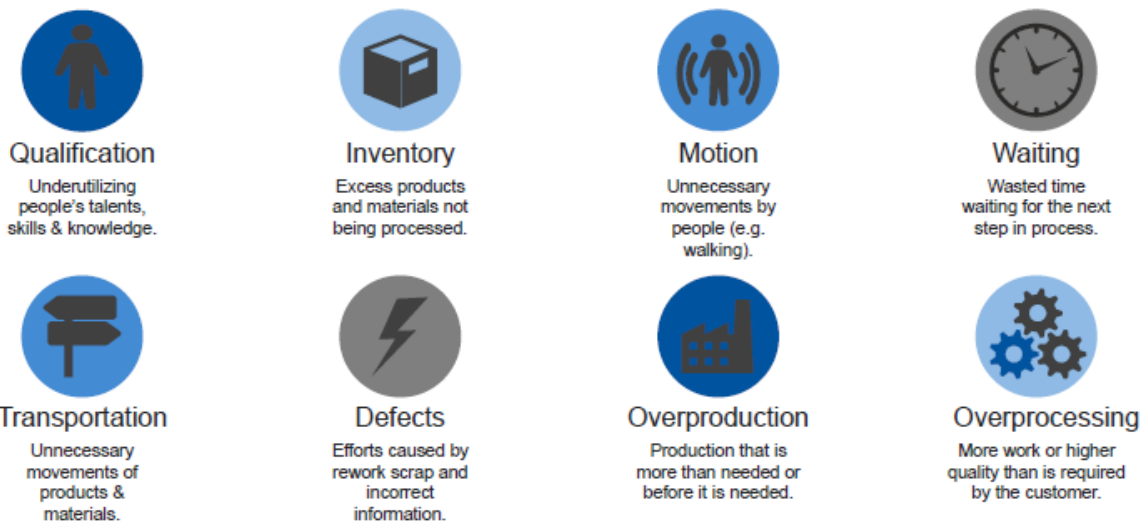 Qualification
Underutilizing
people's talents,
skills & knowledge.
Inventory
Excess products
and materials not
being processed.
Motion
Unnecessary
movements by
people (e.g.
walking).
Waiting
Wasted time
waiting for the next
step in process.
Transportation
Unnecessary
movements of
products &
materials.
Defects
Efforts caused by
rework scrap and
incorrect
information.
Overproduction
Production that is
more than needed or
before it is needed.
Overprocessing
More work or higher
quality than is required
by the customer.